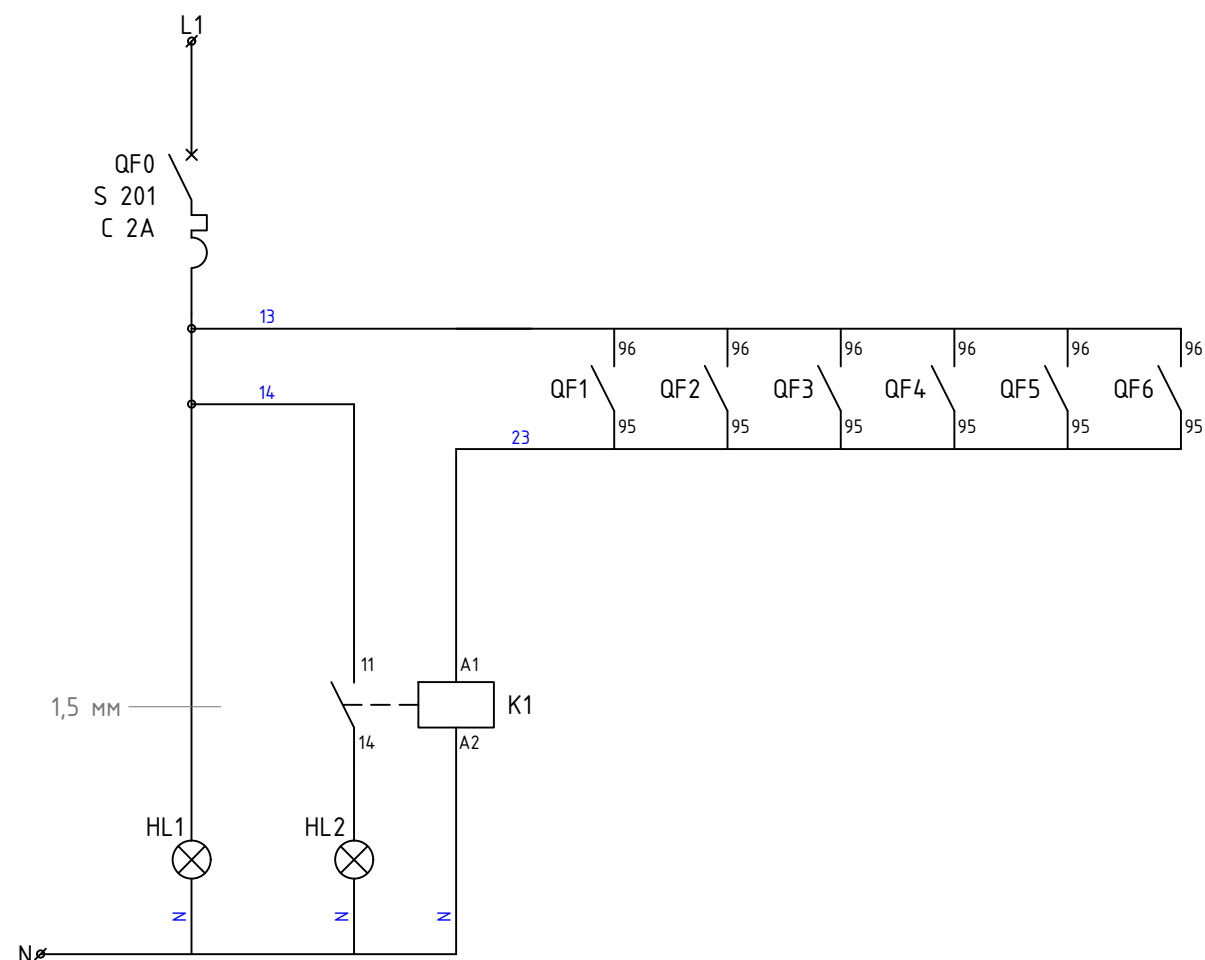 L1
QF0
S 201
C 2A
13
96 96 96 96 96 96
QF1 QF2 QF3 QF4 QF5 QF6
14
95 95 95 95 95 95
23
11 A1
1,5 мм K1
14 A2
HL1 HL2
N N N
N